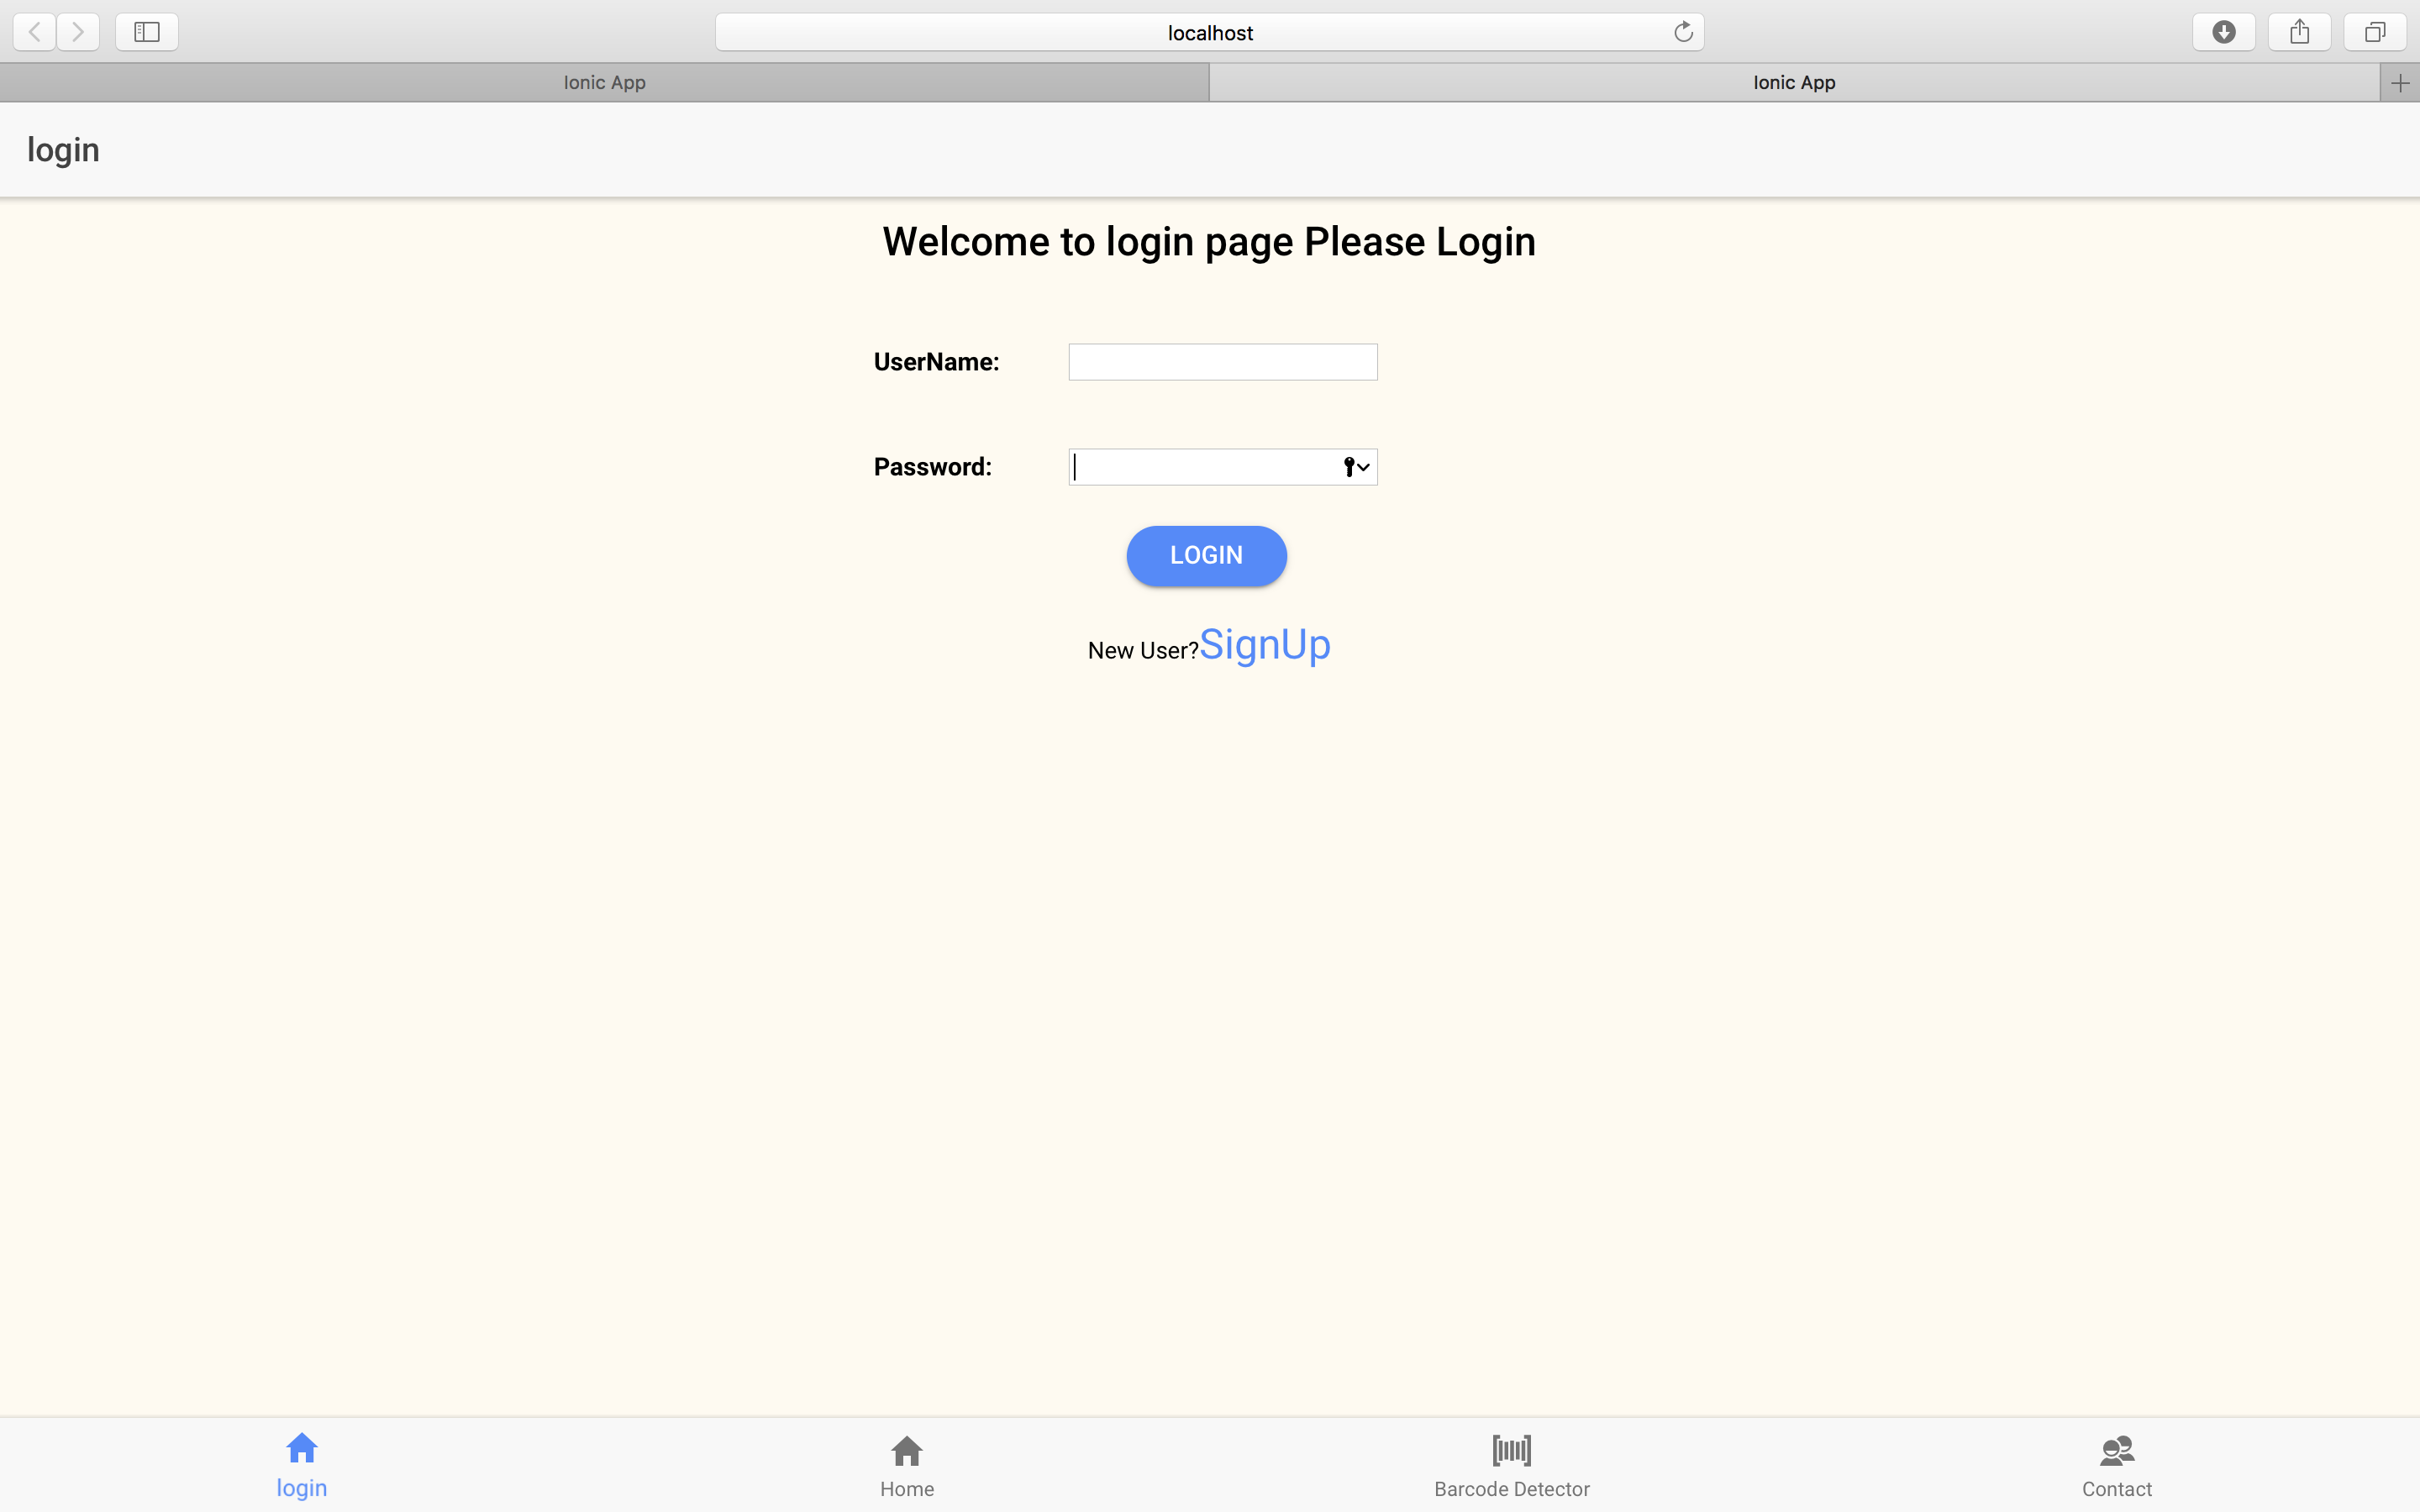 localhost
Ionic App
Ionic App
login
Welcome to login page Please Login
UserName:
Password:
LOGIN
New User?SignUp
login
Home
Barcode Detector
Contact